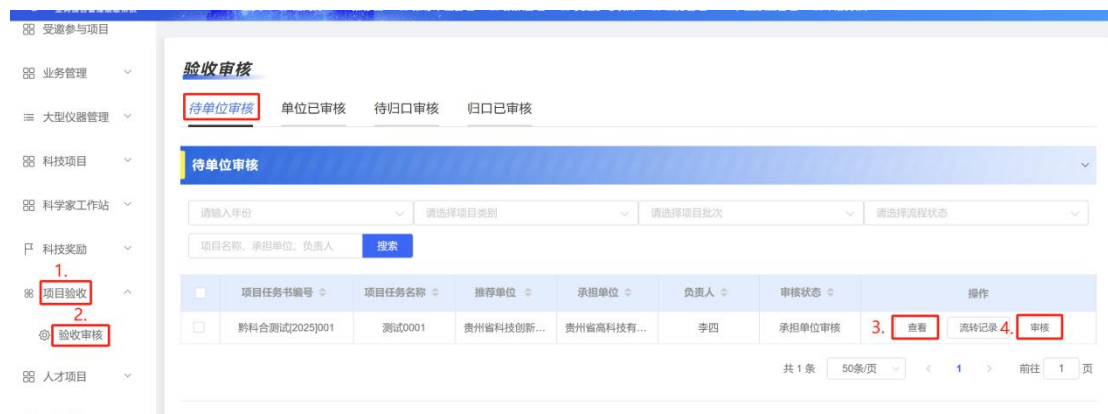 受邀参与项目
业务管理
大型仪器管理
科技项目
科学家工作站
科技奖励
1.
项目验收
2.
验收审核
人才项目
验收审核
待单位审核 单位已审核 待归口审核 归口已审核
待单位审核
请输入年份 请选择项目类别 请选择项目批次 请选择流程状态
项目名称、承担单位、负责人 搜索
项目任务书编号 项目任务名称 推荐单位 承担单位 负责人 审核状态 操作
黔科合测试[2025]001 测试0001 贵州省科技创新... 贵州省高科技有... 李四 承担单位审核 3. 查看 流转记录 4. 审核
共 1 条 50条/页 < 1 > 前往 1 页